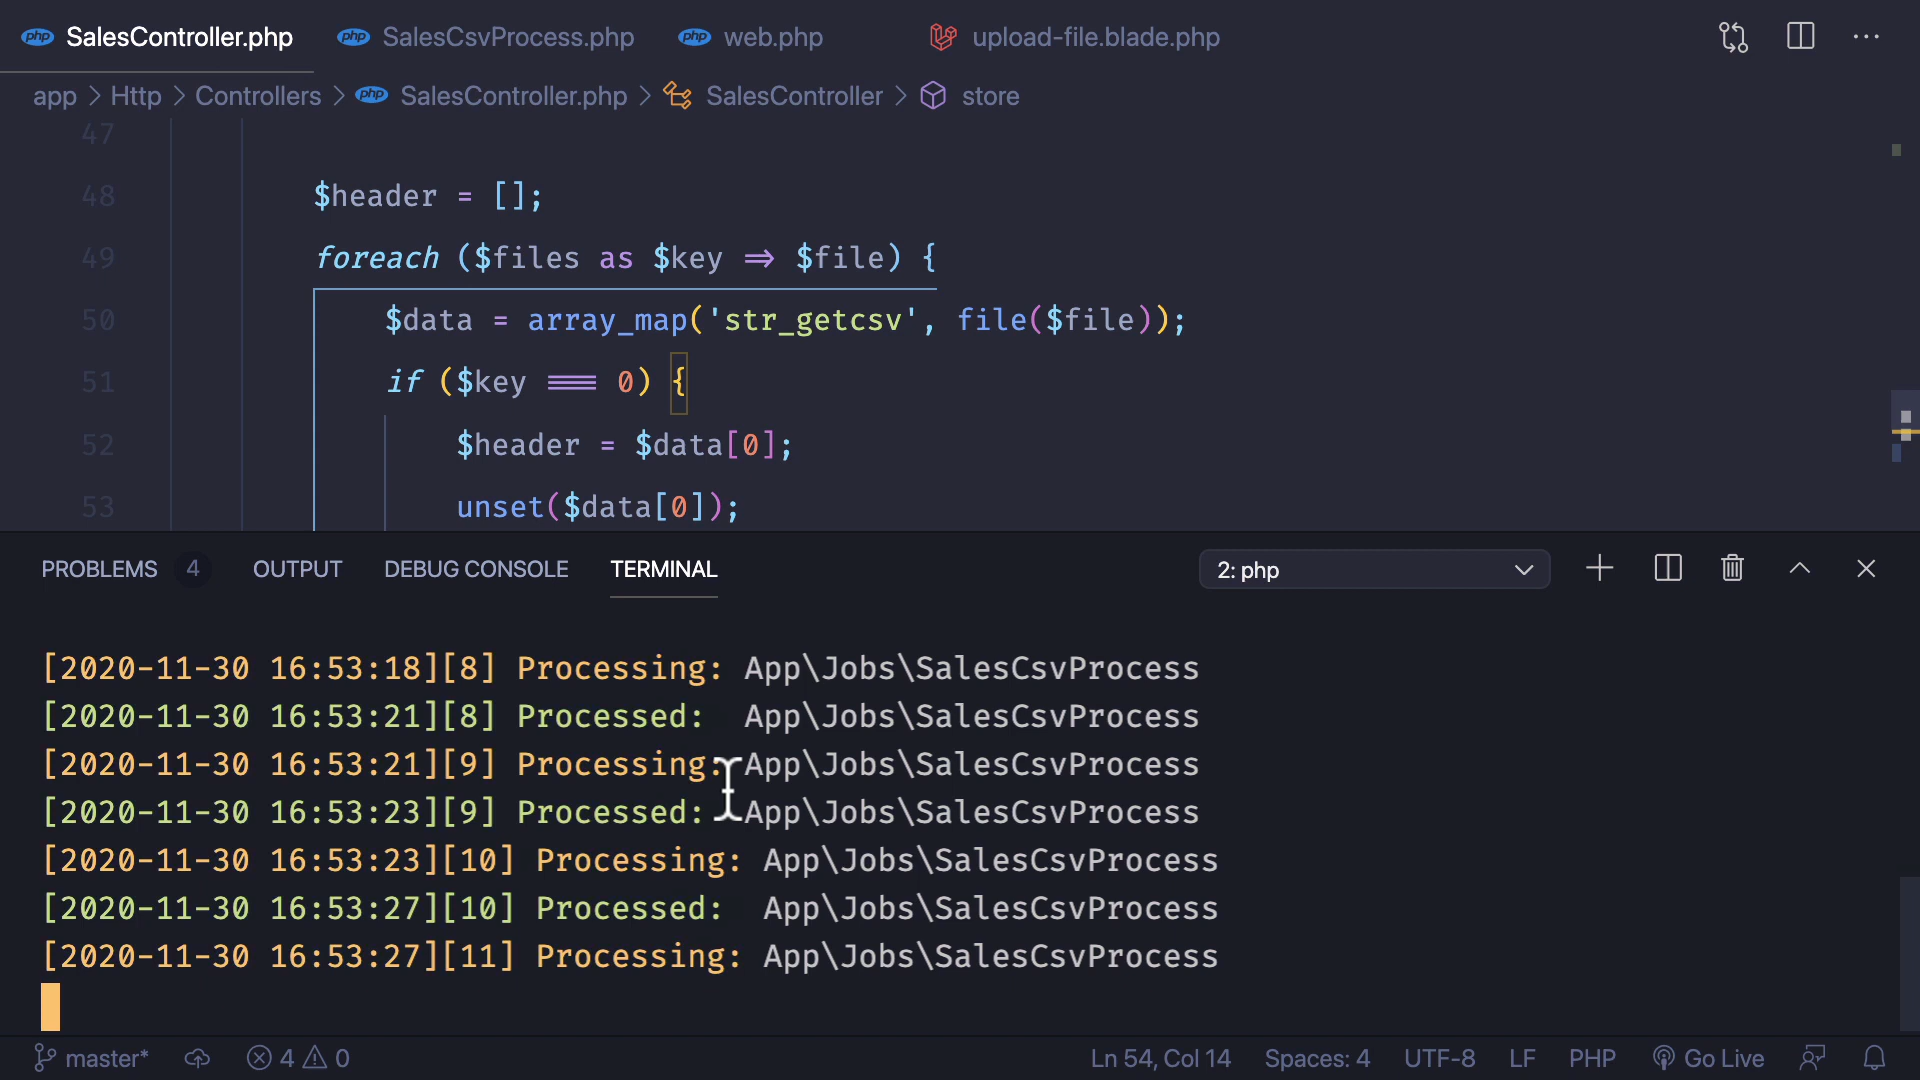 php SalesController.php php SalesCsvProcess.php php web.php upload-file.blade.php
app > Http > Controllers > php SalesController.php > SalesController > store
47
48 $header = [];
49 foreach ($files as $key => $file) {
50 $data = array_map('str_getcsv', file($file));
51 if ($key === 0) {
52 $header = $data[0];
53 unset($data[0]);
PROBLEMS 4 OUTPUT DEBUG CONSOLE TERMINAL 2: php
[2020-11-30 16:53:18][8] Processing: App\Jobs\SalesCsvProcess
[2020-11-30 16:53:21][8] Processed: App\Jobs\SalesCsvProcess
[2020-11-30 16:53:21][9] Processing: App\Jobs\SalesCsvProcess
[2020-11-30 16:53:23][9] Processed: App\Jobs\SalesCsvProcess
[2020-11-30 16:53:23][10] Processing: App\Jobs\SalesCsvProcess
[2020-11-30 16:53:27][10] Processed: App\Jobs\SalesCsvProcess
[2020-11-30 16:53:27][11] Processing: App\Jobs\SalesCsvProcess
master* 4 0 Ln 54, Col 14 Spaces: 4 UTF-8 LF PHP Go Live